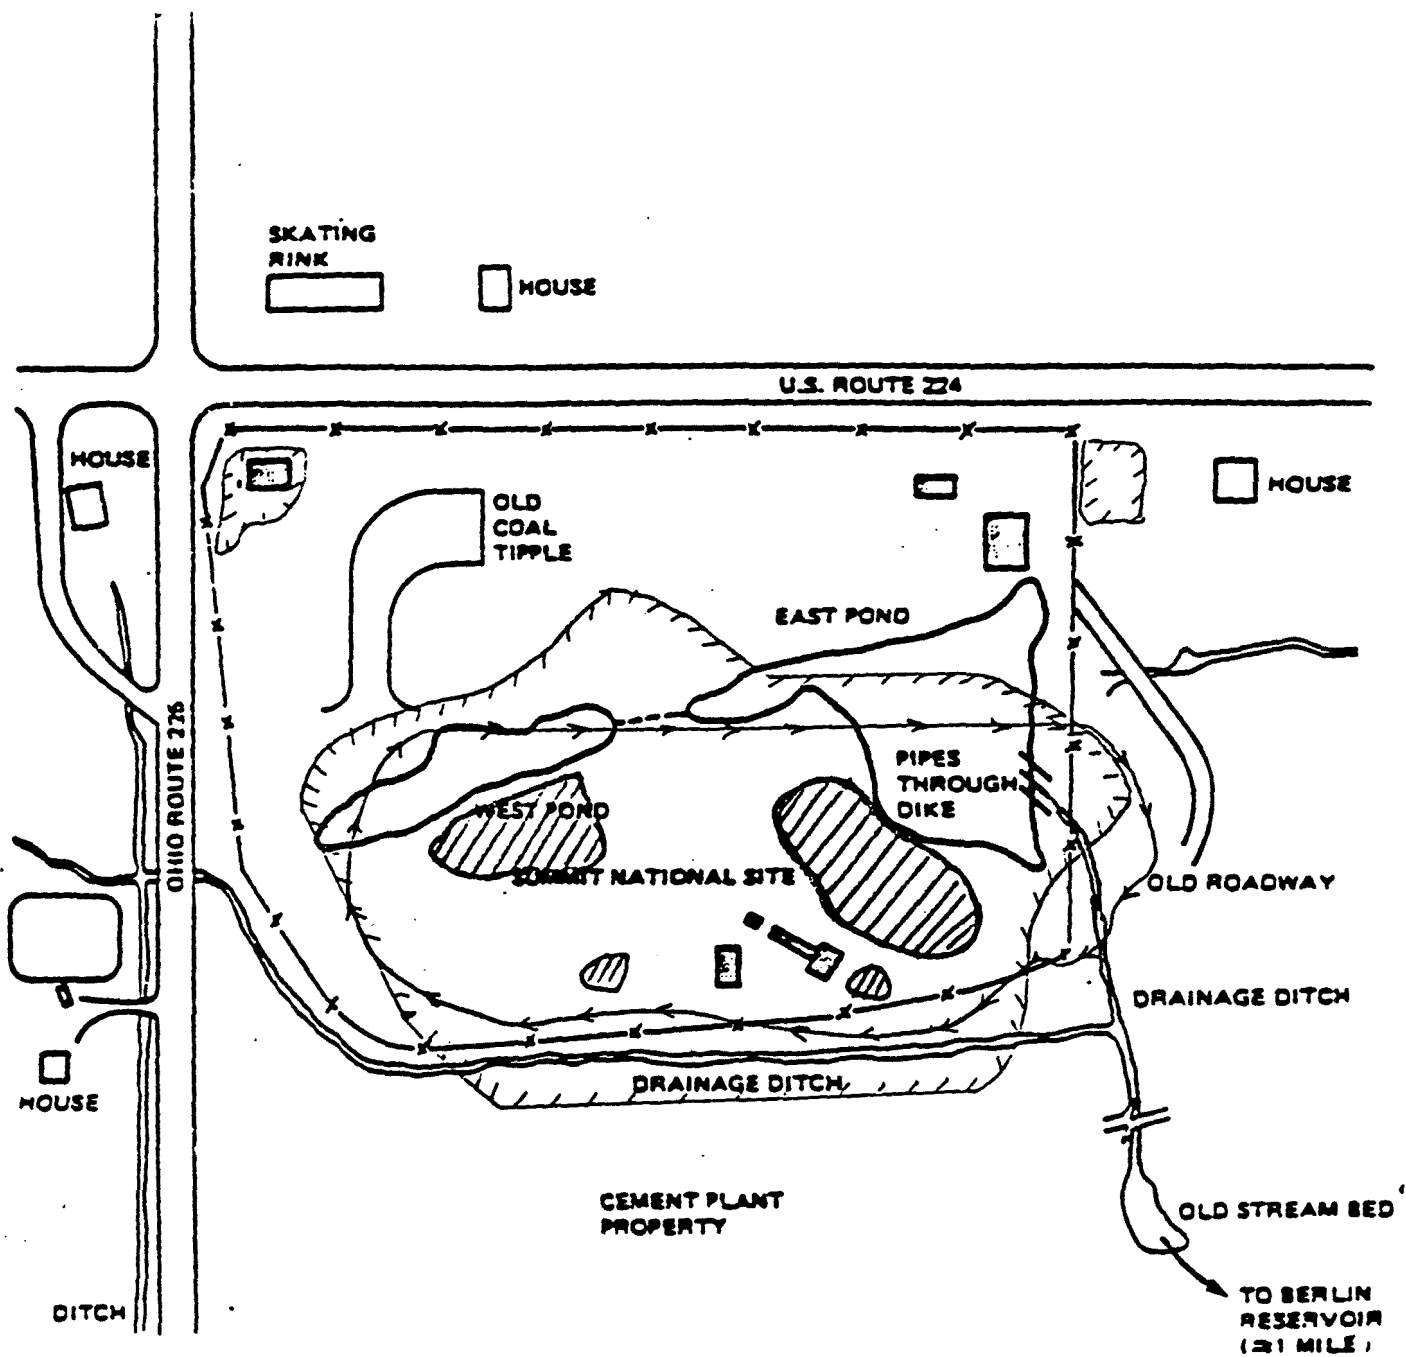 SKATING
RINK
HOUSE
U.S. ROUTE 224
HOUSE
HOUSE
OLD
COAL
TIPPLE
EAST POND
PIPES
THROUGH
DIKE
WEST POND
SUMMIT NATIONAL SITE
OHIO ROUTE 225
OLD ROADWAY
DRAINAGE DITCH
DRAINAGE DITCH
HOUSE
CEMENT PLANT
PROPERTY
OLD STREAM BED
DITCH
TO BERLIN
RESERVOIR
(≅1 MILE)